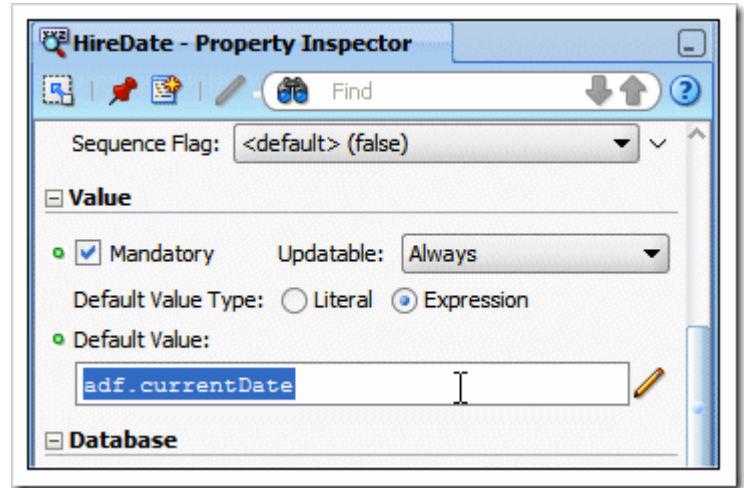 HireDate - Property Inspector
Find
Sequence Flag: <default> (false)
Value
Mandatory Updatable: Always
Default Value Type: Literal Expression
Default Value:
adf.currentDate
Database